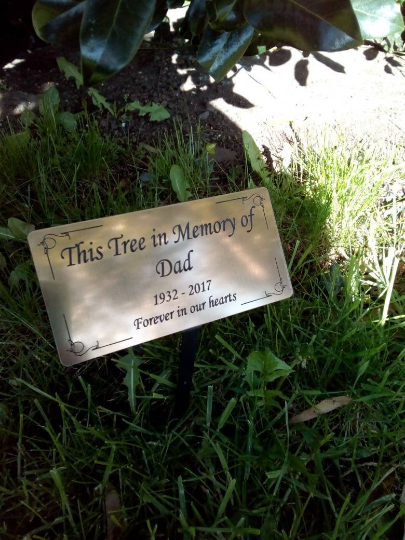 This Tree in Memory of
Dad
1932 - 2017
Forever in our hearts